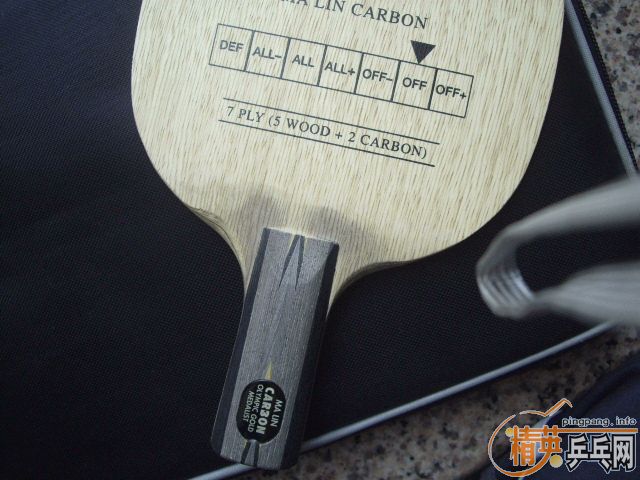 MA LIN CARBON
DEF ALL- ALL ALL+ OFF- OFF OFF+
7 PLY (5 WOOD + 2 CARBON)
MA LIN
CARBON
OLYMPIC GOLD
MEDALIST
pingpang.info
精英乒乓网